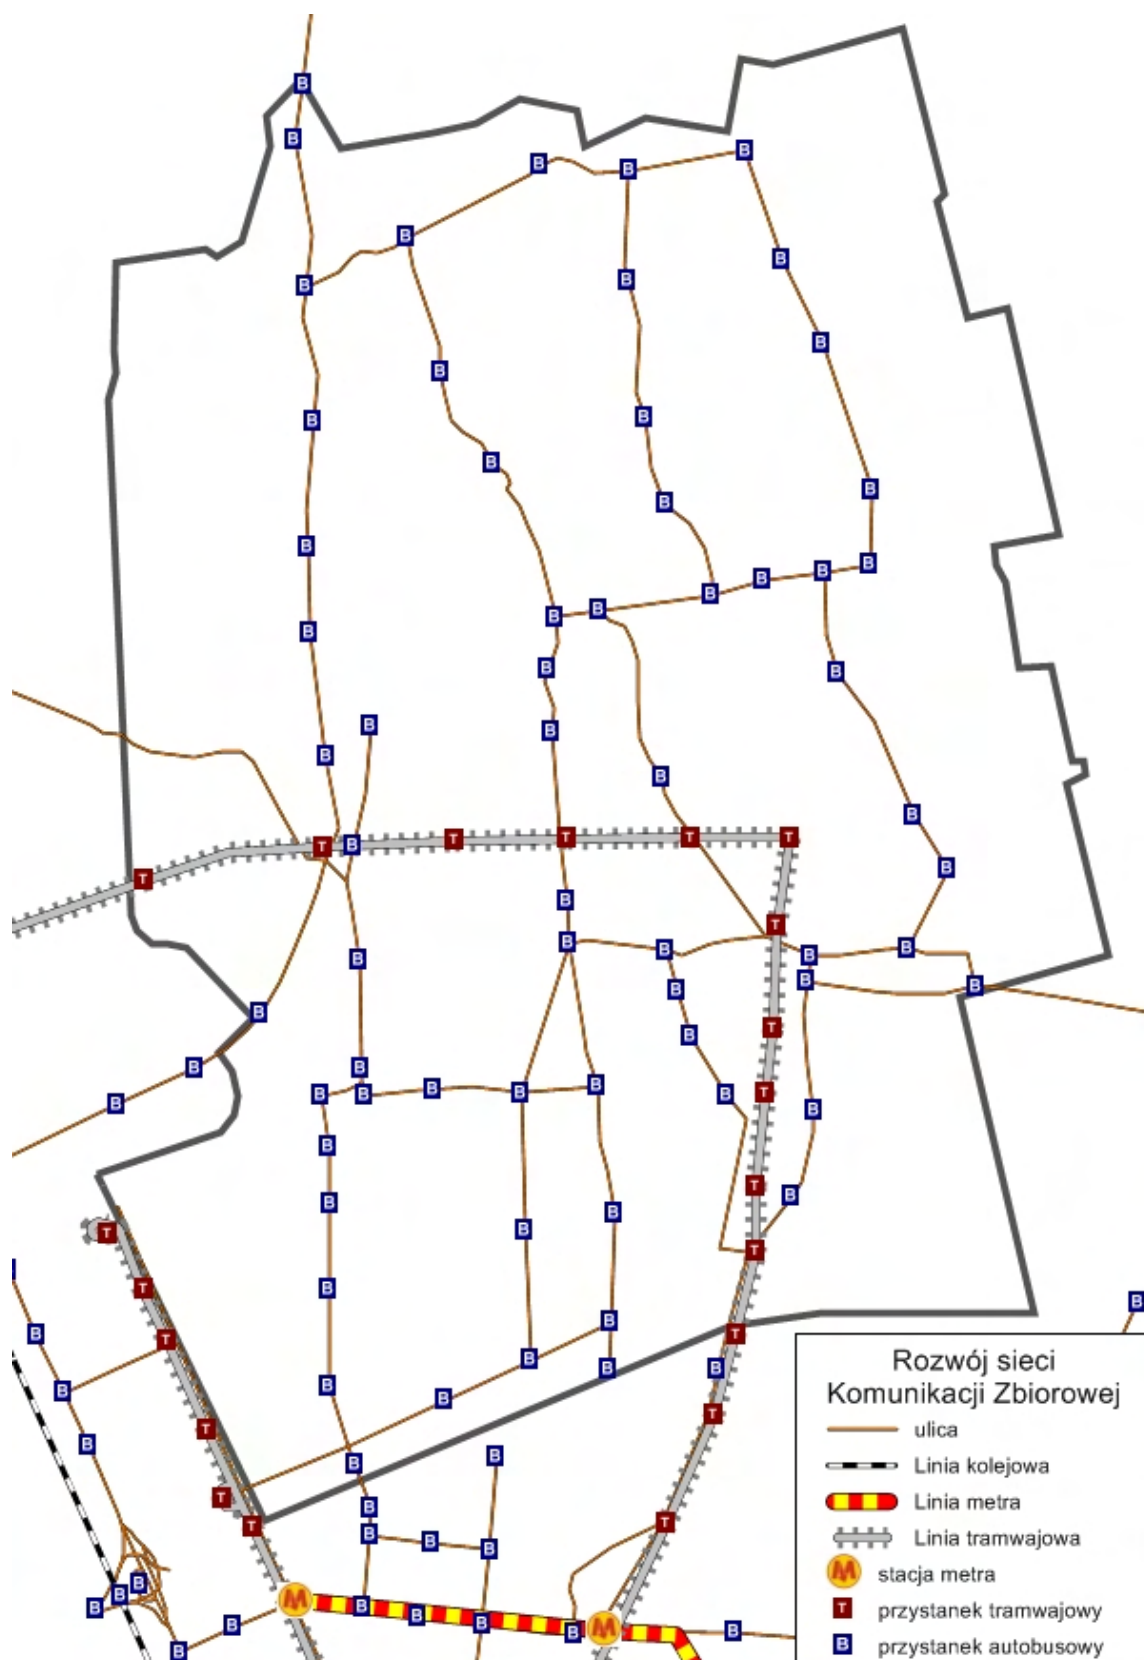 Rozwój sieci
Komunikacji Zbiorowej
ulica
Linia kolejowa
Linia metra
Linia tramwajowa
stacja metra
przystanek tramwajowy
przystanek autobusowy